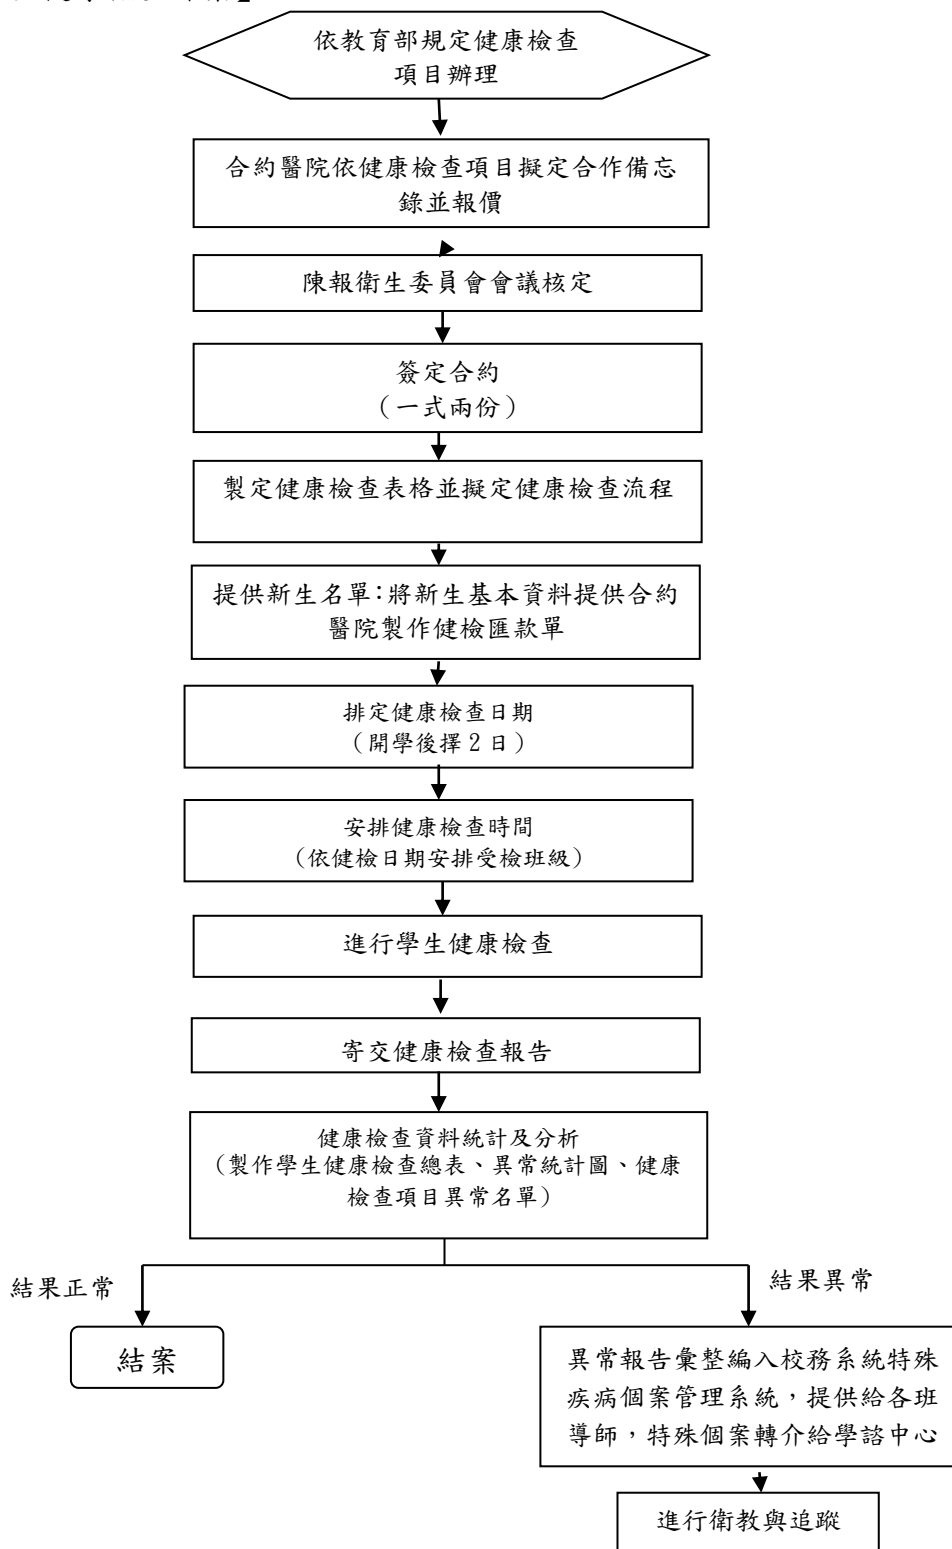 依教育部規定健康檢查
項目辦理
合約醫院依健康檢查項目擬定合作備忘
錄並報價
陳報衛生委員會會議核定
簽定合約
（一式兩份）
製定健康檢查表格並擬定健康檢查流程
提供新生名單：將新生基本資料提供合約
醫院製作健檢匯款單
排定健康檢查日期
（開學後擇 2 日）
安排健康檢查時間
（依健檢日期安排受檢班級）
進行學生健康檢查
寄交健康檢查報告
健康檢查資料統計及分析
（製作學生健康檢查總表、異常統計圖、健康
檢查項目異常名單）
結果正常
結果異常
結案
異常報告彙整編入校務系統特殊
疾病個案管理系統，提供給各班
導師，特殊個案轉介給學諮中心
進行衛教與追蹤